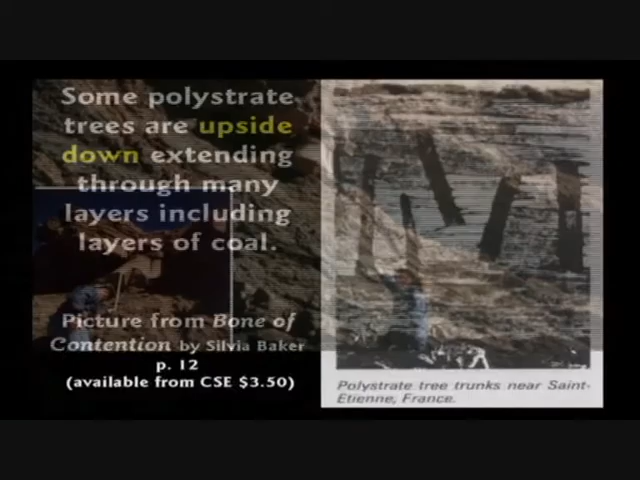 Some polystrate
trees are upside
down extending
through many
layers including
layers of coal.
Picture from Bone of
Contention by Silvia Baker
p. 12
(available from CSE $3.50)
Polystrate tree trunks near Saint-
Etienne, France.